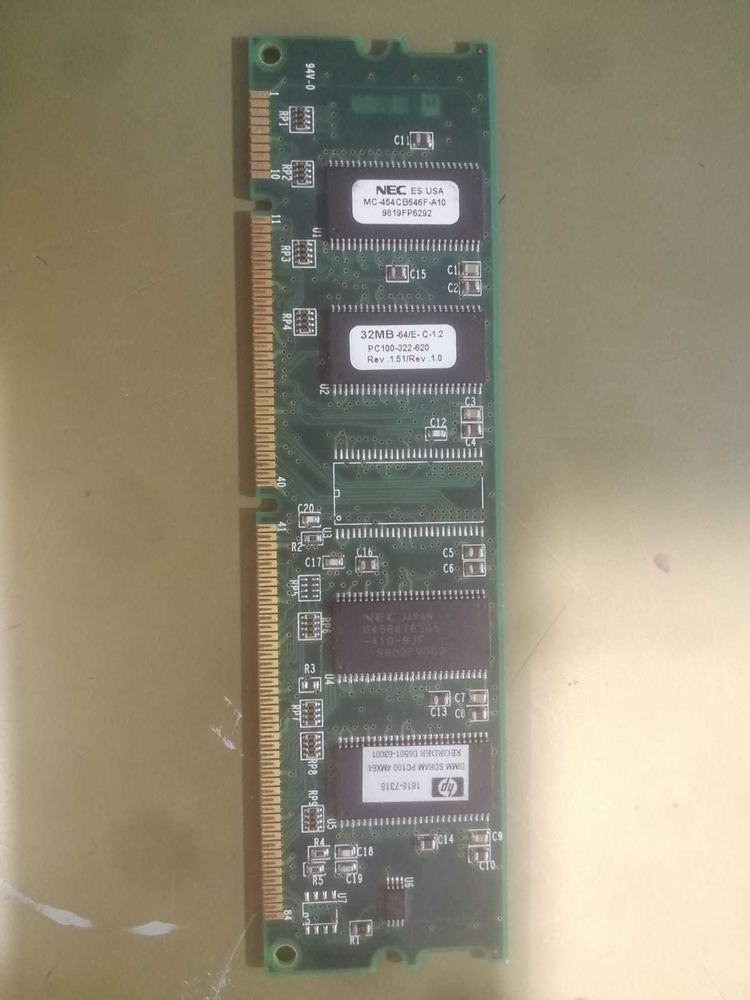 94V-0
1
RP1
C11
RP2
10
NEC ES USA
MC-454CB646F-A10
9819FP6292
11
U1
RP3
C15
C1
C2
RP4
32MB -64/E- C-1.2
PC100-322-620
Rev .1.51/Rev .1.0
U2
C3
C12
C4
40
C20
41
U3
R2
C17
C16
C5
C6
RP5
RP6
NEC JAPAN
D4564163G5
-A10-9JF
9809E9002
R3
U4
C7
C13
C8
RP7
RP8
hp 1818-7318
DIMM SDRAM PC100 4MX64
REORDER D6501-63001
RP9
U5
C14
C9
R4
C18
C10
R5
C19
U6
U7
84
R1